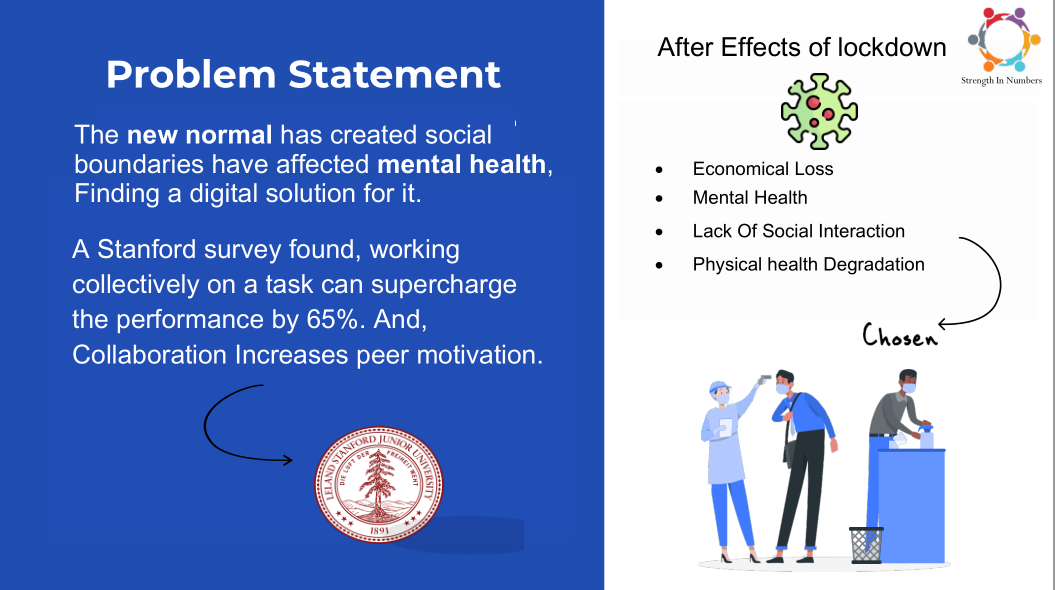 Problem Statement
The new normal has created social
boundaries have affected mental health,
Finding a digital solution for it.
A Stanford survey found, working
collectively on a task can supercharge
the performance by 65%. And,
Collaboration Increases peer motivation.
LELAND STANFORD JUNIOR UNIVERSITY
DIE LUFT DER FREIHEIT WEHT
1891
After Effects of lockdown
Strength In Numbers
Economical Loss
Mental Health
Lack Of Social Interaction
Physical health Degradation
Chosen